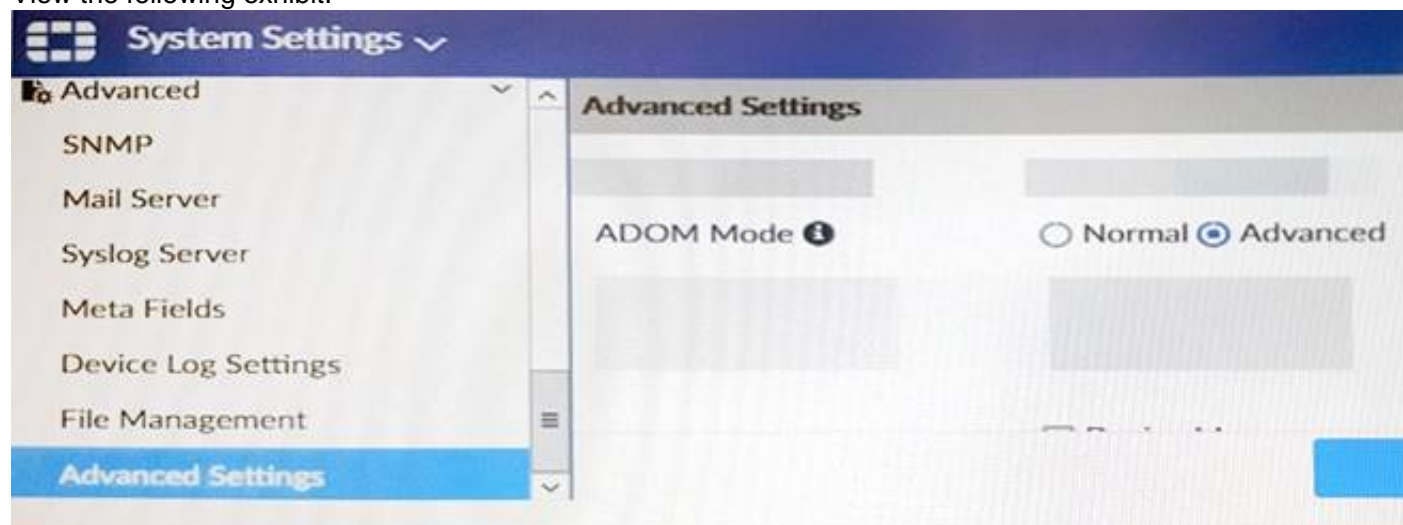 View the following exhibit.
System Settings
Advanced
Advanced Settings
SNMP
Mail Server
ADOM Mode
Normal Advanced
Syslog Server
Meta Fields
Device Log Settings
File Management
Advanced Settings